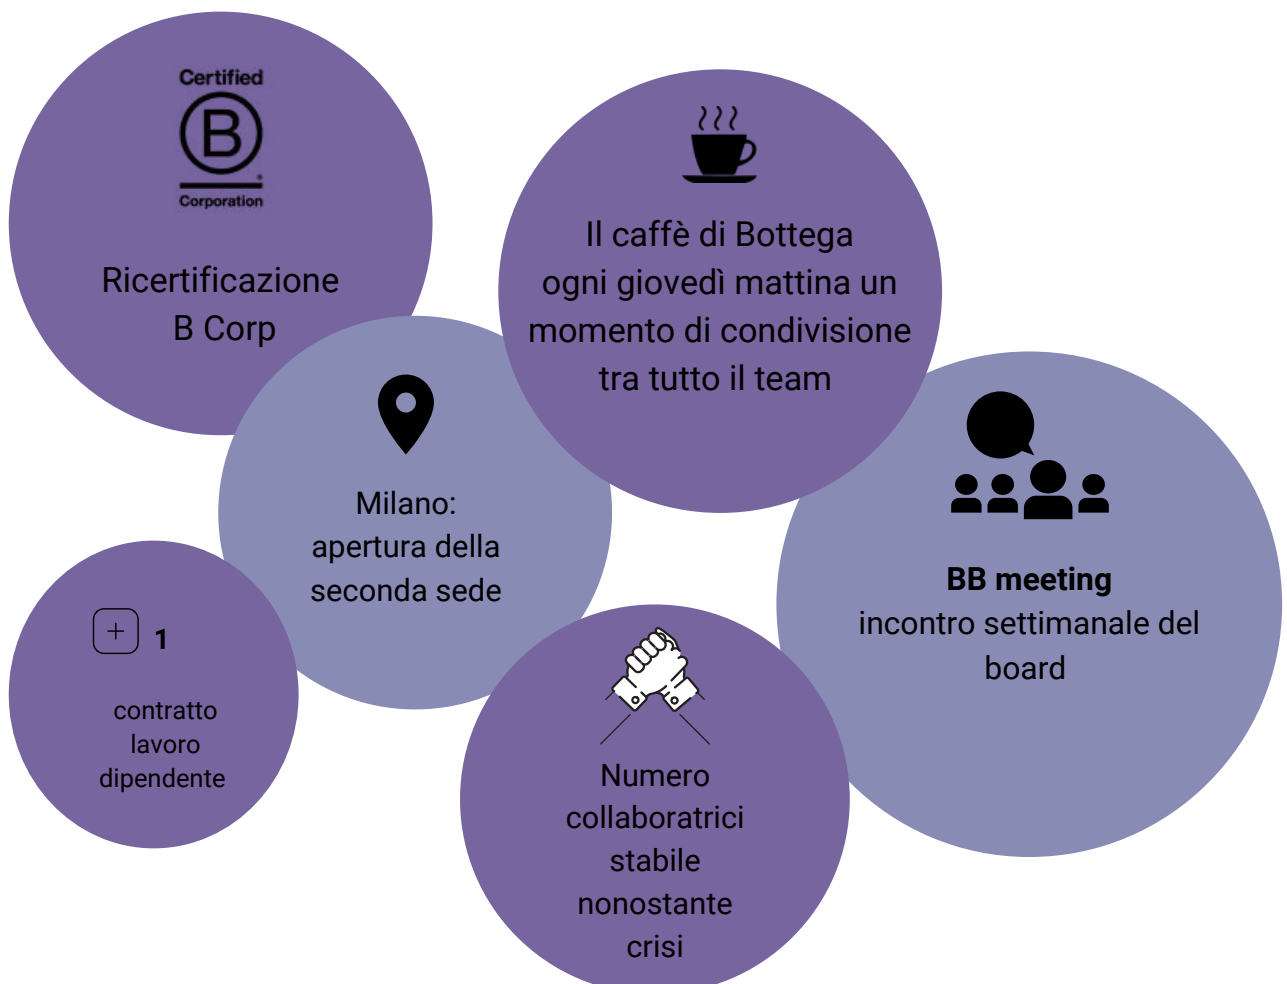 Certified
B
Corporation
Ricertificazione
B Corp
Il caffè di Bottega
ogni giovedì mattina un
momento di condivisione
tra tutto il team
Milano:
apertura della
seconda sede
BB meeting
incontro settimanale del
board
+ 1
contratto
lavoro
dipendente
Numero
collaboratrici
stabile
nonostante
crisi